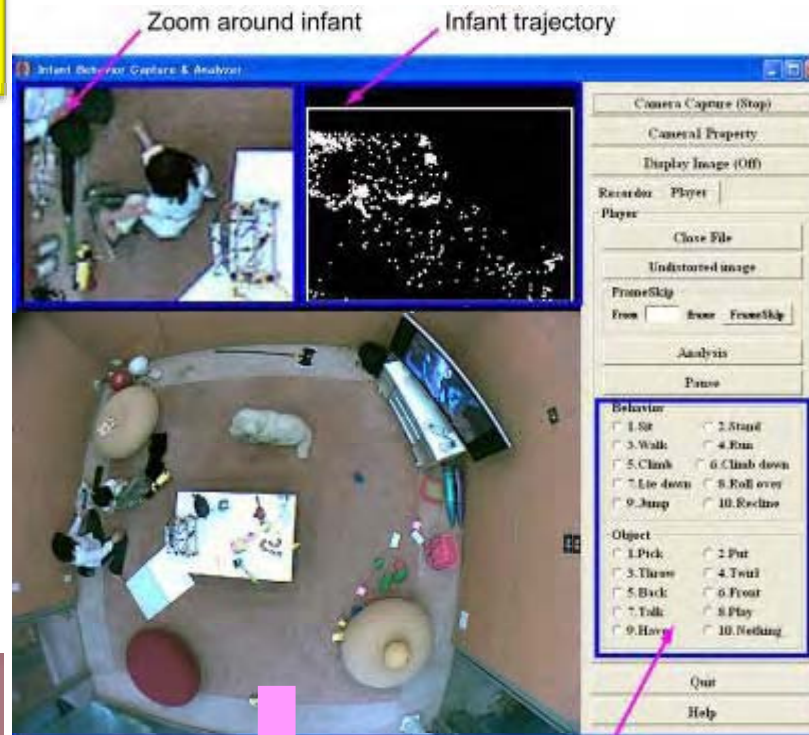 Zoom around infant
Infant trajectory
Infant Behavior Capture & Analyzer
Camera Capture (Stop)
Camera1 Property
Display Image (Off)
Recorder Player
Player
Close File
Undistorted image
FrameSkip
From frame FrameSkip
Analysis
Pause
Behavior
1.Sit 2.Stand
3.Walk 4.Run
5.Climb 6.Climb down
7.Lie down 8.Roll over
9.Jump 10.Recline
Object
1.Pick 2.Put
3.Throw 4.Twirl
5.Back 6.Front
7.Talk 8.Play
9.Have 10.Nothing
Quit
Help